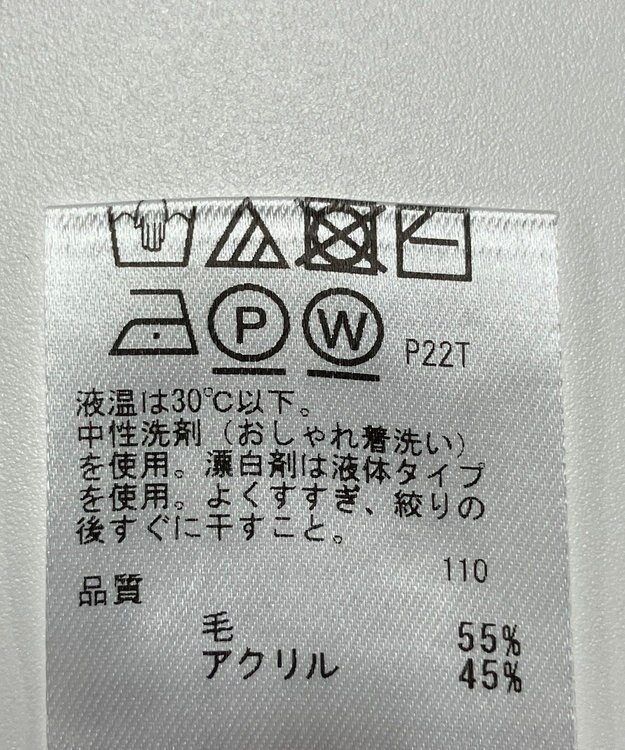 P W P22T
液温は30℃以下。
中性洗剤（おしゃれ着洗い）
を使用。漂白剤は液体タイプ
を使用。よくすすぎ、絞りの
後すぐに干すこと。
110
品質
毛 55%
アクリル 45%